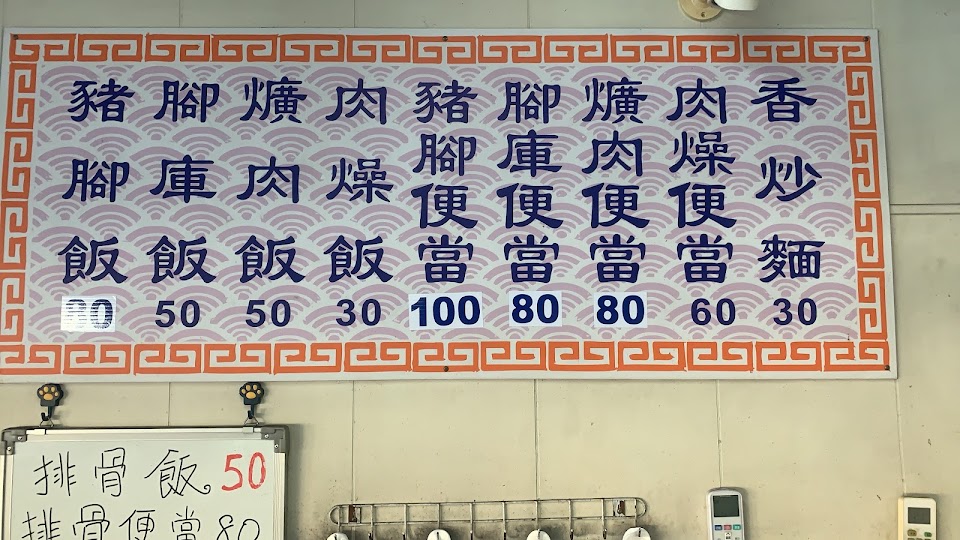 豬腳飯 80
腳庫飯 50
爌肉飯 50
肉燥飯 30
豬腳便當 100
腳庫便當 80
爌肉便當 80
肉燥便當 60
香炒麵 30
排骨飯 50
排骨便當 80